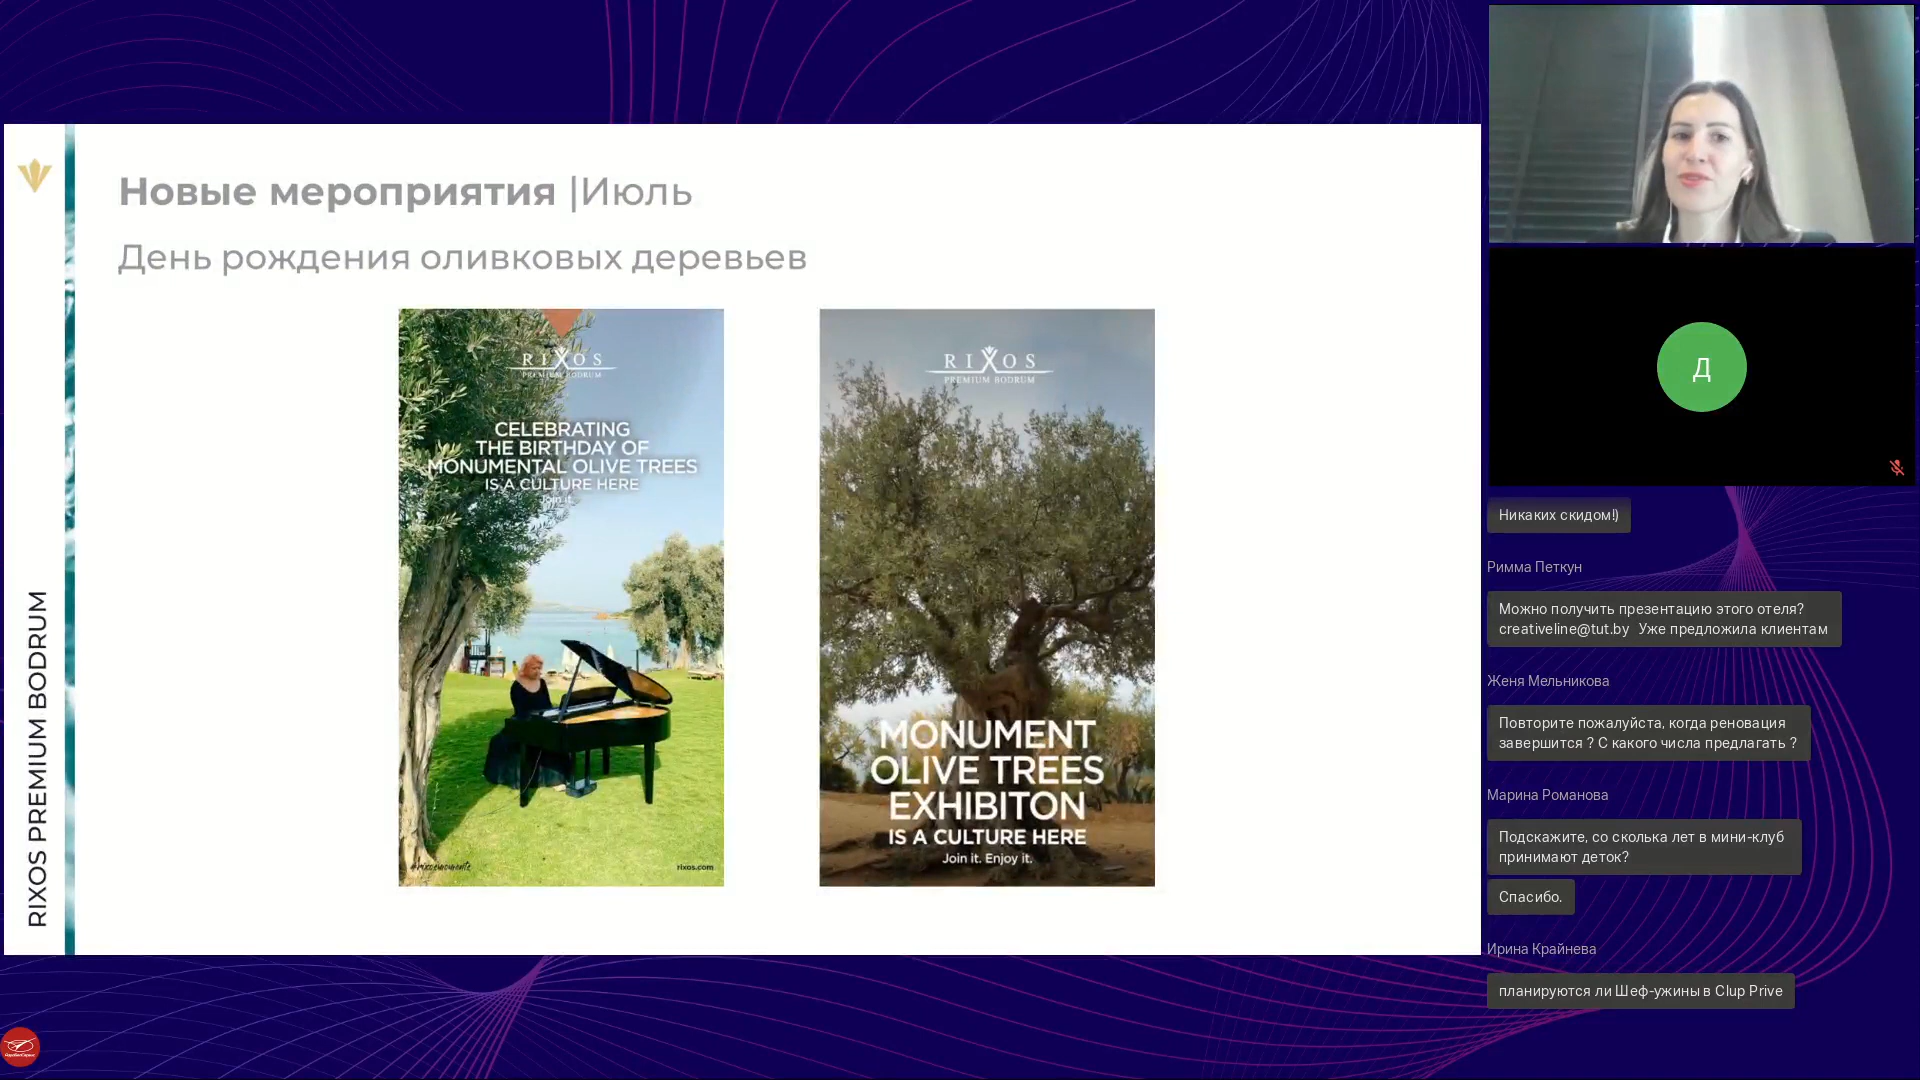 Новые мероприятия |Июль
День рождения оливковых деревьев
RIXOS PREMIUM BODRUM
RIXOS
PREMIUM BODRUM
CELEBRATING
THE BIRTHDAY OF
MONUMENTAL OLIVE TREES
IS A CULTURE HERE
Join it.
rixos.com
RIXOS
PREMIUM BODRUM
MONUMENT
OLIVE TREES
EXHIBITON
IS A CULTURE HERE
Join it. Enjoy it.
Д
Никаких скидом!)
Римма Петкун
Можно получить презентацию этого отеля?
creativeline@tut.by Уже предложила клиентам
Женя Мельникова
Повторите пожалуйста, когда реновация
завершится ? С какого числа предлагать ?
Марина Романова
Подскажите, со сколька лет в мини-клуб
принимают деток?
Спасибо.
Ирина Крайнева
планируются ли Шеф-ужины в Clup Prive